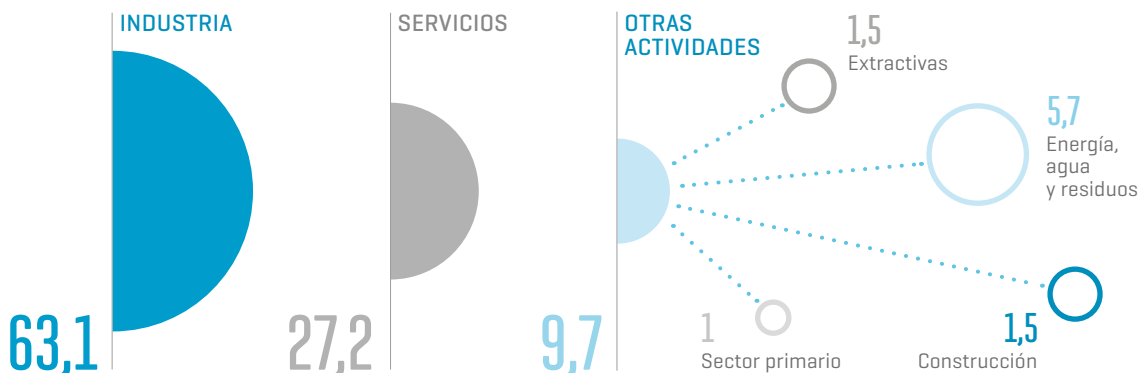 INDUSTRIA
63,1
SERVICIOS
27,2
OTRAS
ACTIVIDADES
9,7
1,5
Extractivas
5,7
Energía,
agua
y residuos
1
Sector primario
1,5
Construcción